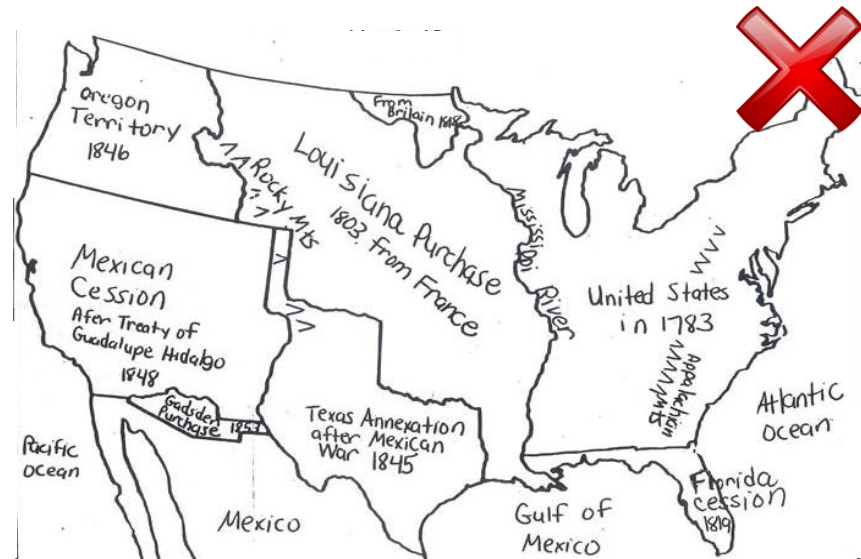 Oregon
Territory
1846
From
Britain 1818
Rocky Mts
Louisiana Purchase
1803. From France
Mississippi River
United States
in 1783
Appalachian
Mts
Mexican
Cession
Afer Treaty of
Guadalupe Hidalgo
1848
Gadsden
Purchase 1853
Texas Annexation
after Mexican
War 1845
Atlantic
Ocean
Pacific
Ocean
Mexico
Gulf of
Mexico
Florida
cession
1819